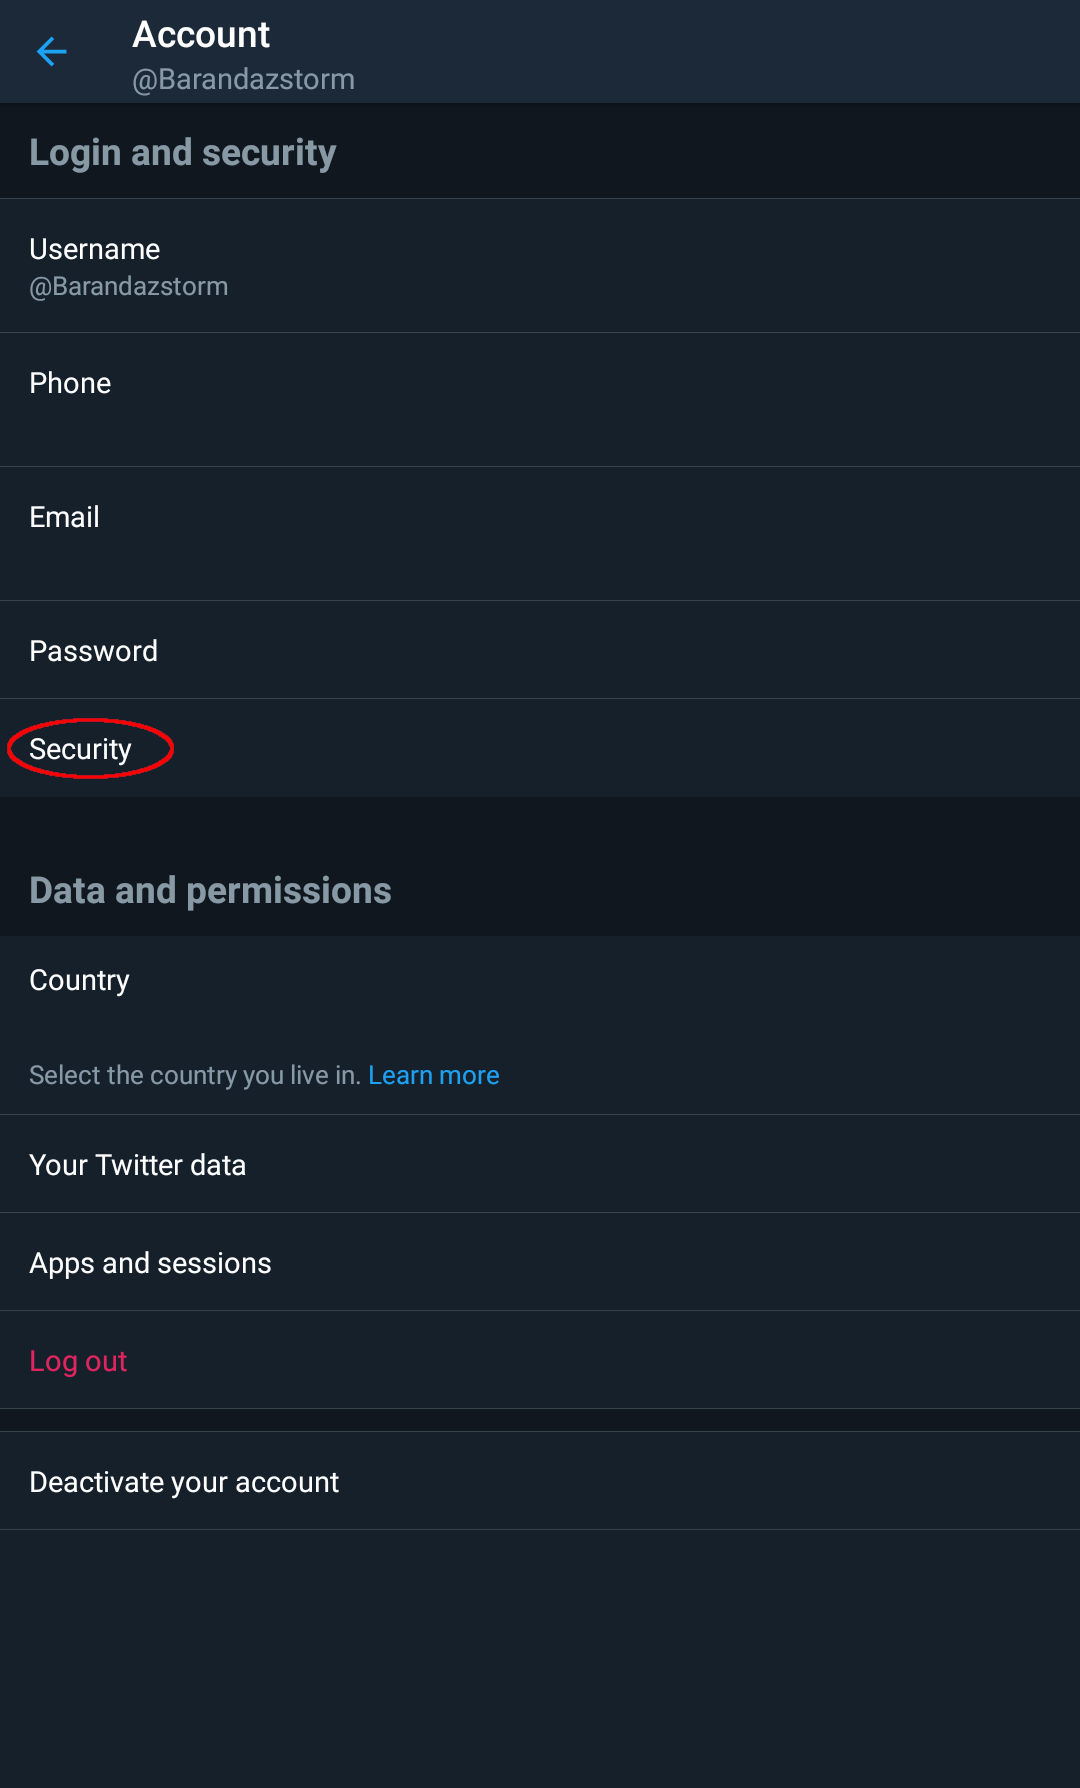 Account
@Barandazstorm
Login and security
Username
@Barandazstorm
Phone
Email
Password
Security
Data and permissions
Country
Select the country you live in. Learn more
Your Twitter data
Apps and sessions
Log out
Deactivate your account